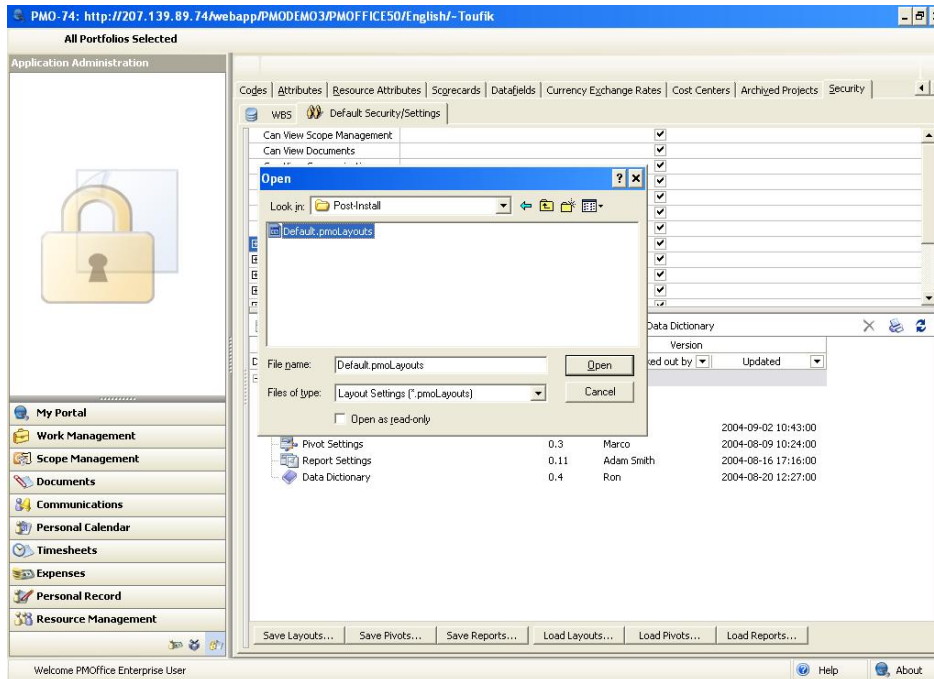 PMO-74: http://207.139.89.74/webapp/PMODEMO3/PMOFFICE50/English/-Toufik
All Portfolios Selected
Application Administration
Codes Attributes Resource Attributes Scorecards Datafields Currency Exchange Rates Cost Centers Archived Projects Security
WBS Default Security/Settings
Can View Scope Management
Can View Documents
Open
Look in: Post-Install
Default.pmoLayouts
File name: Default.pmoLayouts Open
Files of type: Layout Settings (*.pmoLayouts) Cancel
Open as read-only
Data Dictionary
Version
ked out by Updated
2004-09-02 10:43:00
Pivot Settings 0.3 Marco 2004-08-09 10:24:00
Report Settings 0.11 Adam Smith 2004-08-16 17:16:00
Data Dictionary 0.4 Ron 2004-08-20 12:27:00
My Portal
Work Management
Scope Management
Documents
Communications
Personal Calendar
Timesheets
Expenses
Personal Record
Resource Management
Save Layouts... Save Pivots... Save Reports... Load Layouts... Load Pivots... Load Reports...
Welcome PMOffice Enterprise User
Help About